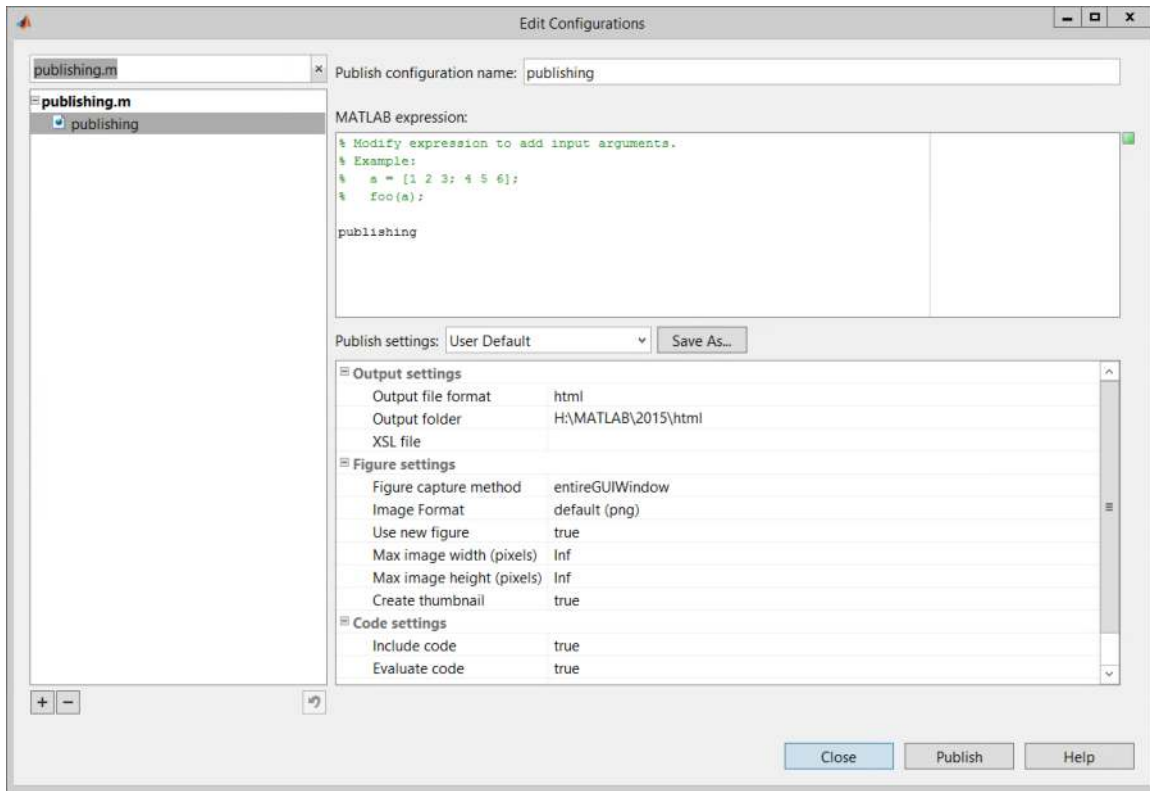 Edit Configurations
publishing.m
Publish configuration name: publishing
publishing.m
publishing
MATLAB expression:
% Modify expression to add input arguments.
% Example:
%   a = [1 2 3; 4 5 6];
%   foo(a);
publishing
Publish settings: User Default Save As...
Output settings
Output file format html
Output folder H:\MATLAB\2015\html
XSL file
Figure settings
Figure capture method entireGUIWindow
Image Format default (png)
Use new figure true
Max image width (pixels) Inf
Max image height (pixels) Inf
Create thumbnail true
Code settings
Include code true
Evaluate code true
Close Publish Help